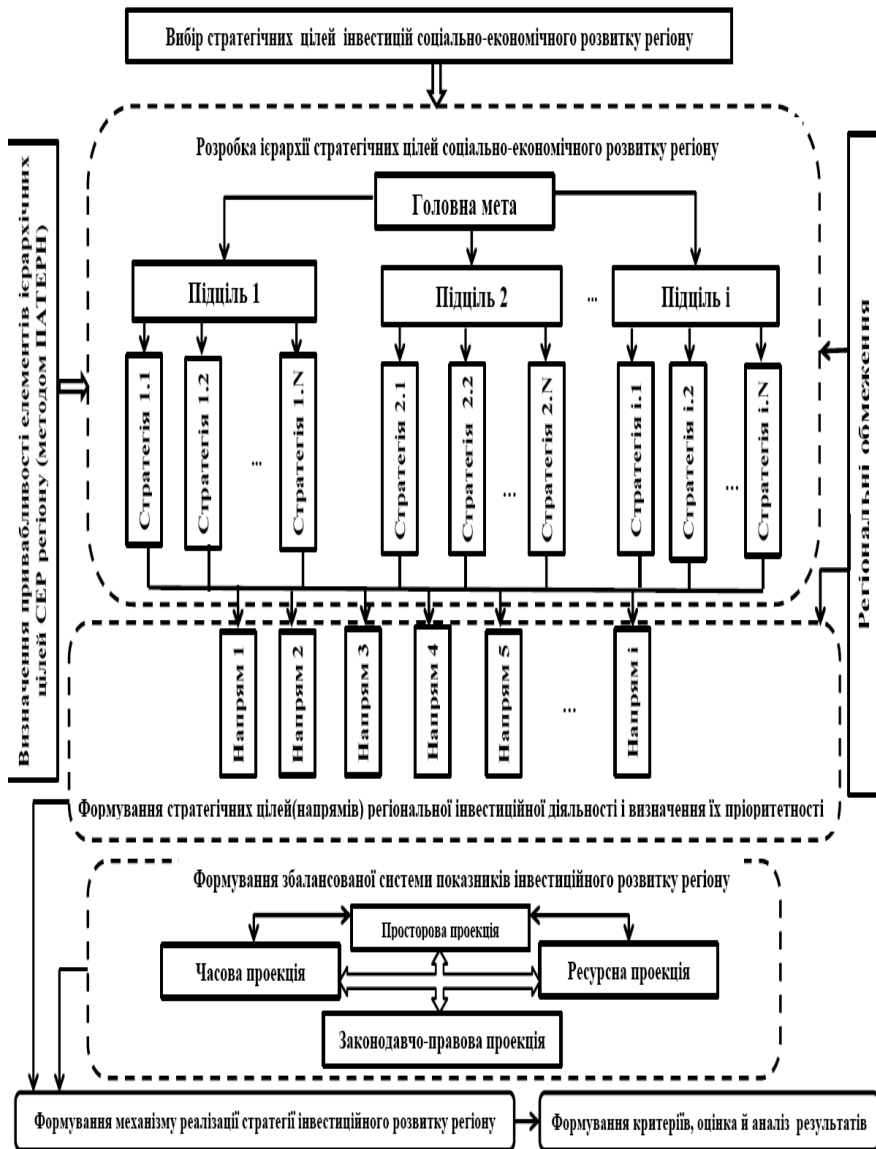 Вибір стратегічних цілей інвестицій соціально-економічного розвитку регіону
Розробка ієрархії стратегічних цілей соціально-економічного розвитку регіону
Визначення привабливості елементів ієрархічних
цілей СЕР регіону (методом ПАТЕРН)
Регіональні обмеження
Головна мета
Підціль 1
Підціль 2
...
Підціль і
Стратегія 1.1
Стратегія 1.2
...
Стратегія 1.N
Стратегія 2.1
Стратегія 2.2
...
Стратегія 2.N
Стратегія і.1
Стратегія і.2
...
Стратегія і.N
Напрям 1
Напрям 2
Напрям 3
Напрям 4
Напрям 5
...
Напрям і
Формування стратегічних цілей(напрямів) регіональної інвестиційної діяльності і визначення їх пріоритетності
Формування збалансованої системи показників інвестиційного розвитку регіону
Просторова проекція
Часова проекція
Ресурсна проекція
Законодавчо-правова проекція
Формування механізму реалізації стратегії інвестиційного розвитку регіону
Формування критеріїв, оцінка й аналіз результатів